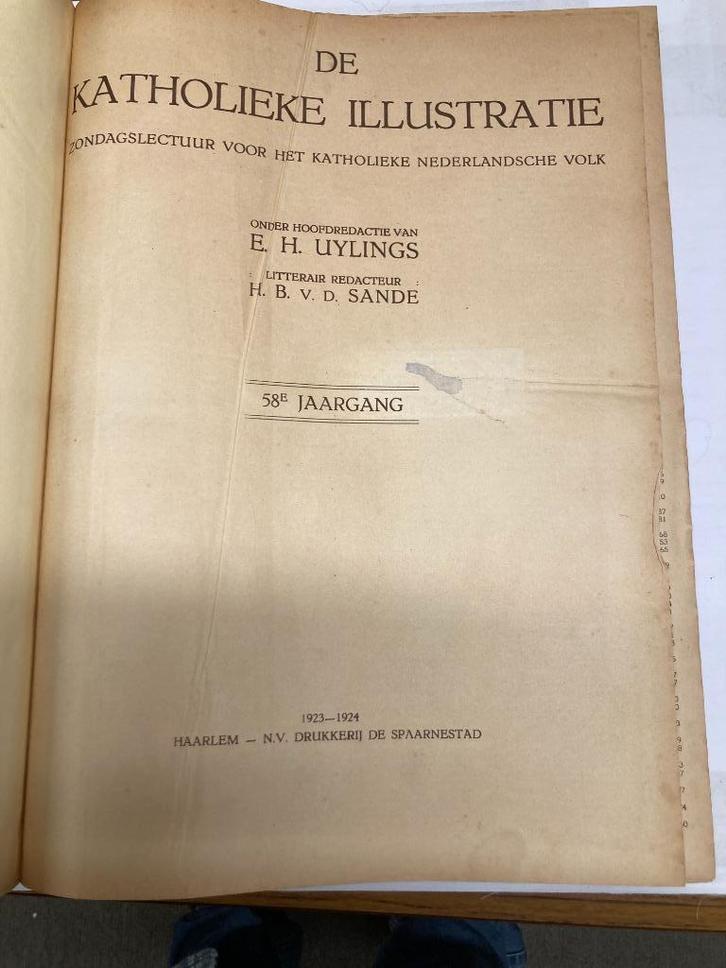 DE
KATHOLIEKE ILLUSTRATIE
ZONDAGSLECTUUR VOOR HET KATHOLIEKE NEDERLANDSCHE VOLK
ONDER HOOFDREDACTIE VAN
E. H. UYLINGS
: LITTERAIR REDACTEUR :
H. B. V. D. SANDE
58E JAARGANG
1923—1924
HAARLEM — N.V. DRUKKERIJ DE SPAARNESTAD